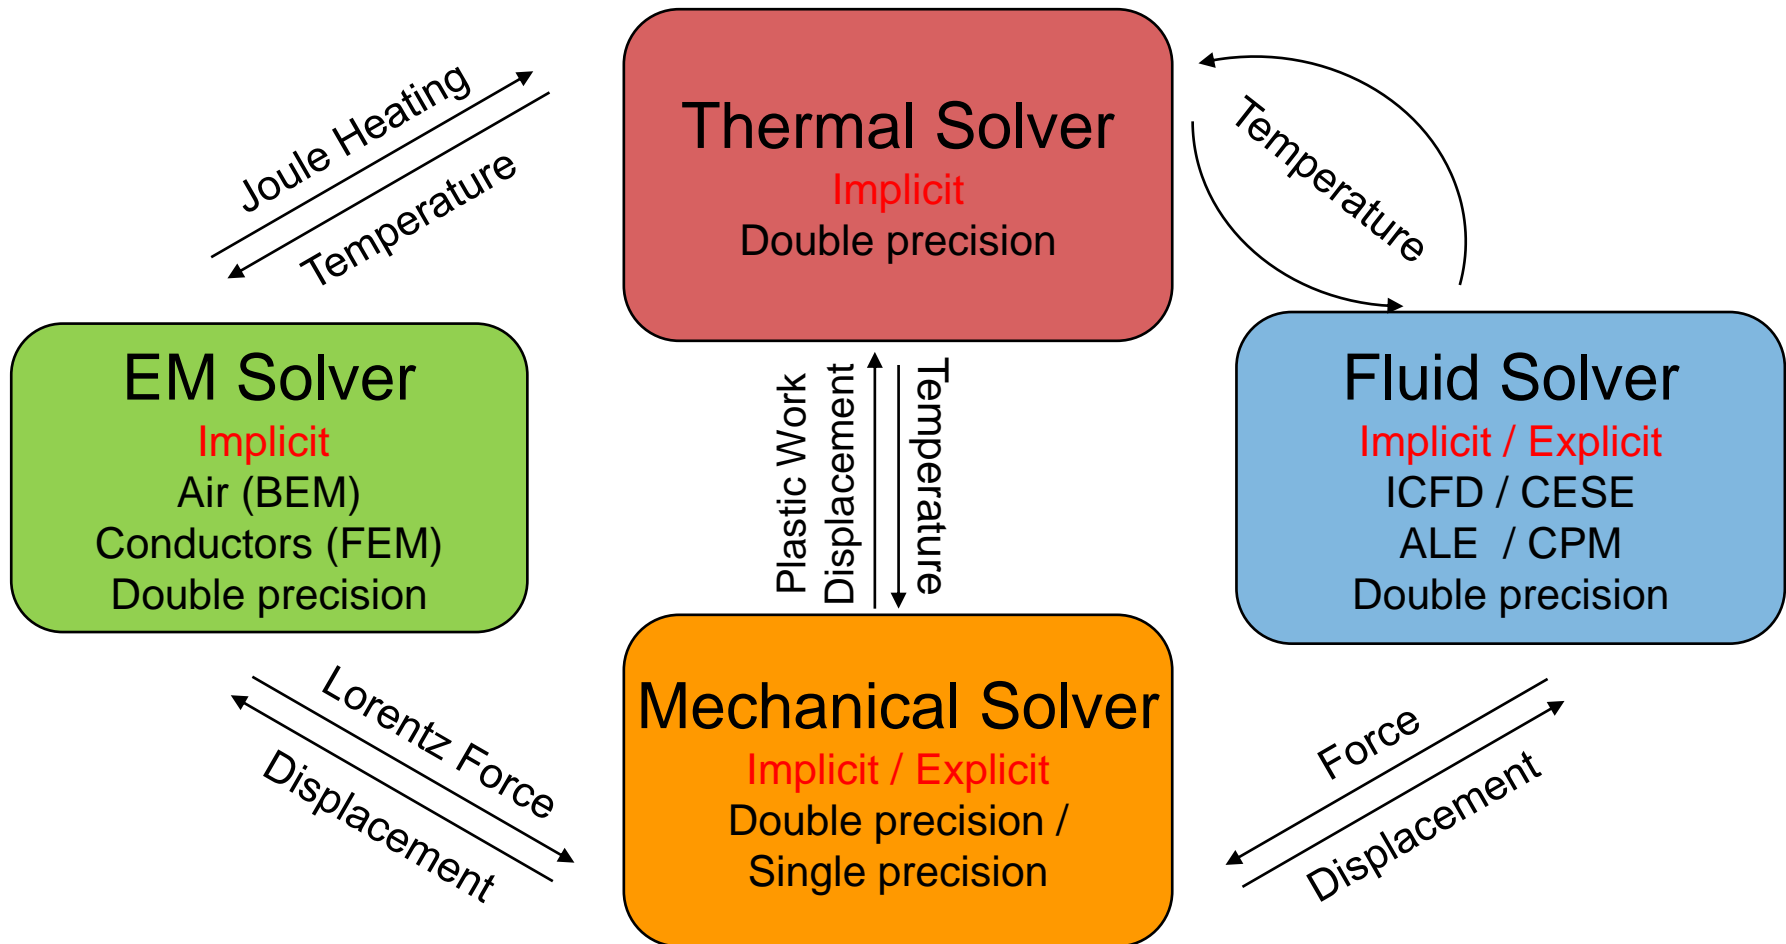 Thermal Solver
Implicit
Double precision
Joule Heating
Temperature
Temperature
EM Solver
Implicit
Air (BEM)
Conductors (FEM)
Double precision
Plastic Work
Displacement
Temperature
Fluid Solver
Implicit / Explicit
ICFD / CESE
ALE / CPM
Double precision
Lorentz Force
Displacement
Mechanical Solver
Implicit / Explicit
Double precision /
Single precision
Force
Displacement